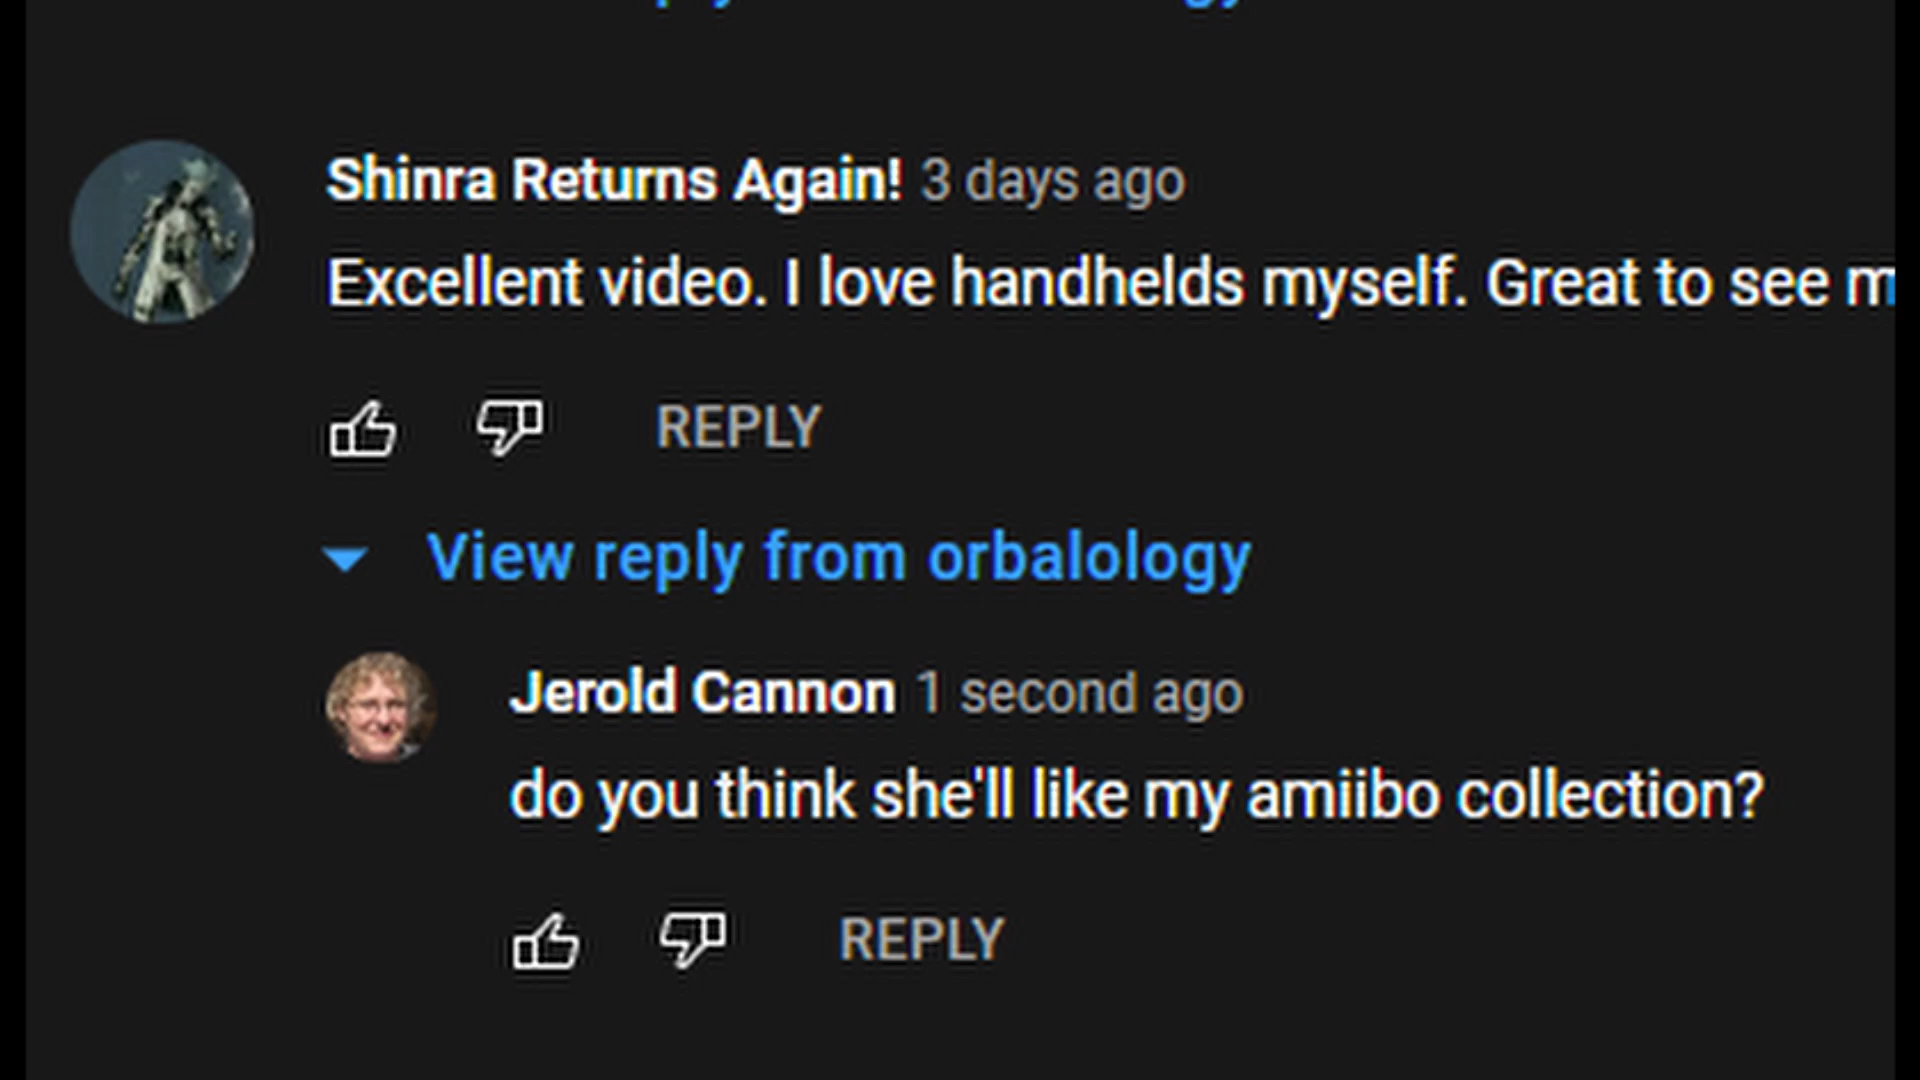 Shinra Returns Again! 3 days ago
Excellent video. I love handhelds myself. Great to see
REPLY
View reply from orbalology
Jerold Cannon 1 second ago
do you think she'll like my amiibo collection?
REPLY